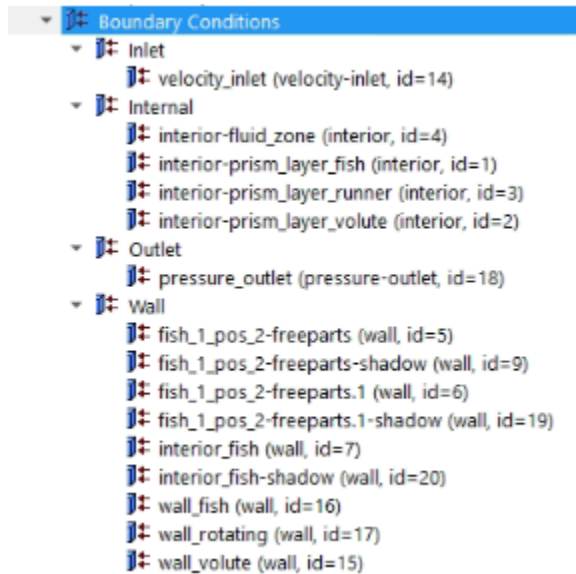 Boundary Conditions
Inlet
velocity_inlet (velocity-inlet, id=14)
Internal
interior-fluid_zone (interior, id=4)
interior-prism_layer_fish (interior, id=1)
interior-prism_layer_runner (interior, id=3)
interior-prism_layer_volute (interior, id=2)
Outlet
pressure_outlet (pressure-outlet, id=18)
Wall
fish_1_pos_2-freeparts (wall, id=5)
fish_1_pos_2-freeparts-shadow (wall, id=9)
fish_1_pos_2-freeparts.1 (wall, id=6)
fish_1_pos_2-freeparts.1-shadow (wall, id=19)
interior_fish (wall, id=7)
interior_fish-shadow (wall, id=20)
wall_fish (wall, id=16)
wall_rotating (wall, id=17)
wall_volute (wall, id=15)